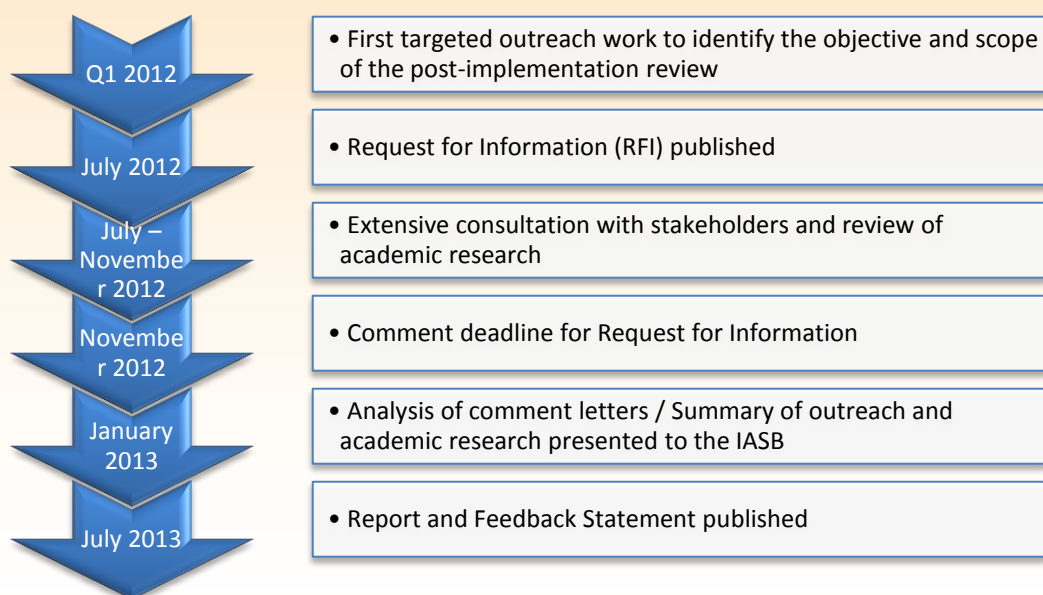 Q1 2012
• First targeted outreach work to identify the objective and scope
of the post-implementation review
July 2012
• Request for Information (RFI) published
July –
Novembe
r 2012
• Extensive consultation with stakeholders and review of
academic research
Novembe
r 2012
• Comment deadline for Request for Information
January
2013
• Analysis of comment letters / Summary of outreach and
academic research presented to the IASB
July 2013
• Report and Feedback Statement published